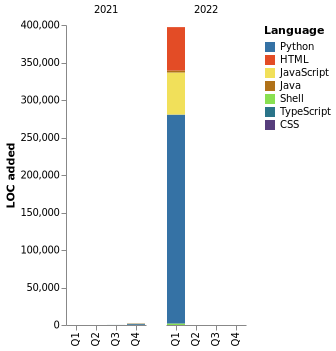 2021 2022
Language
Python
HTML
JavaScript
Java
Shell
TypeScript
CSS
LOC added
400,000
350,000
300,000
250,000
200,000
150,000
100,000
50,000
0
Q1 Q2 Q3 Q4 Q1 Q2 Q3 Q4